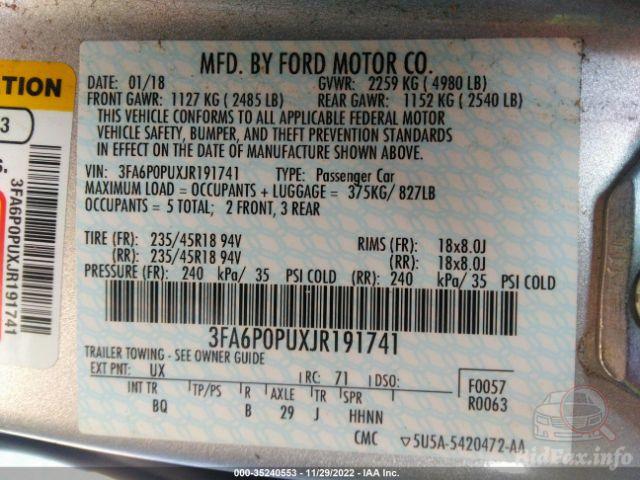 MFD. BY FORD MOTOR CO.
DATE: 01/18 GVWR: 2259 KG ( 4980 LB)
FRONT GAWR: 1127 KG ( 2485 LB) REAR GAWR: 1152 KG ( 2540 LB)
THIS VEHICLE CONFORMS TO ALL APPLICABLE FEDERAL MOTOR
VEHICLE SAFETY, BUMPER, AND THEFT PREVENTION STANDARDS
IN EFFECT ON THE DATE OF MANUFACTURE SHOWN ABOVE.
VIN: 3FA6P0PUXJR191741 TYPE: Passenger Car
MAXIMUM LOAD = OCCUPANTS + LUGGAGE = 375KG/ 827LB
OCCUPANTS = 5 TOTAL; 2 FRONT, 3 REAR
TIRE (FR): 235/45R18 94V RIMS (FR): 18x8.0J
(RR): 235/45R18 94V (RR): 18x8.0J
PRESSURE (FR): 240 kPa/ 35 PSI COLD (RR): 240 kPa/ 35 PSI COLD
3FA6P0PUXJR191741
TRAILER TOWING - SEE OWNER GUIDE
EXT PNT: UX RC: 71 DSO: F0057
INT TR TP/PS R AXLE TR SPR R0063
BQ B 29 J HHNN
CMC ▽5U5A-5420472-AA
TION
3
3FA6P0PUXJR191741
BidFax.info
000-35240553 - 11/29/2022 - IAA Inc.